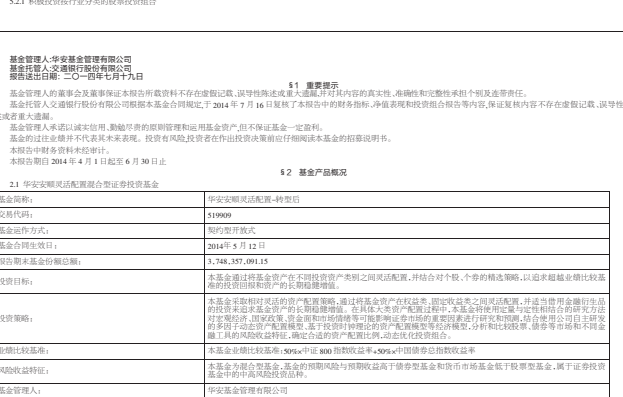 5.2.1 积极投资按行业分类的股票投资组合
基金管理人:华安基金管理有限公司
基金托管人:交通银行股份有限公司
报告送出日期: 二〇一四年七月十九日
§1 重要提示
基金管理人的董事会及董事保证本报告所载资料不存在虚假记载、误导性陈述或重大遗漏,并对其内容的真实性、准确性和完整性承担个别及连带责任。
基金托管人交通银行股份有限公司根据本基金合同规定,于 2014 年 7 月 16 日复核了本报告中的财务指标、净值表现和投资组合报告等内容,保证复核内容不存在虚假记载、误导性
或者重大遗漏。
基金管理人承诺以诚实信用、勤勉尽责的原则管理和运用基金资产,但不保证基金一定盈利。
基金的过往业绩并不代表其未来表现。投资有风险,投资者在作出投资决策前应仔细阅读本基金的招募说明书。
本报告中财务资料未经审计。
本报告期自 2014 年 4 月 1 日起至 6 月 30 日止
§2 基金产品概况
2.1 华安安顺灵活配置混合型证券投资基金
基金简称: 华安安顺灵活配置-转型后
交易代码: 519909
基金运作方式: 契约型开放式
基金合同生效日: 2014年 5 月 12 日
报告期末基金份额总额: 3,748,357,091.15
投资目标: 本基金通过将基金资产在不同投资资产类别之间灵活配置,并结合对个股、个券的精选策略,以追求超越业绩比较基
准的投资回报和资产的长期稳健增值。
投资策略: 本基金采取相对灵活的资产配置策略,通过将基金资产在权益类、固定收益类之间灵活配置,并适当借用金融衍生品
的投资来追求基金资产的长期稳健增值。在具体大类资产配置过程中,本基金将使用定量与定性相结合的研究方法
对宏观经济、国家政策、资金面和市场情绪等可能影响证券市场的重要因素进行研究和预测,结合使用公司自主研发
的多因子动态资产配置模型、基于投资时钟理论的资产配置模型等经济模型,分析和比较股票、债券等市场和不同金
融工具的风险收益特征,确定合适的资产配置比例,动态优化投资组合。
业绩比较基准: 本基金业绩比较基准:50%×中证 800 指数收益率+50%×中国债券总指数收益率
风险收益特征: 本基金为混合型基金,基金的预期风险与预期收益高于债券型基金和货币市场基金低于股票型基金,属于证券投资
基金中的中高风险投资品种。
基金管理人: 华安基金管理有限公司